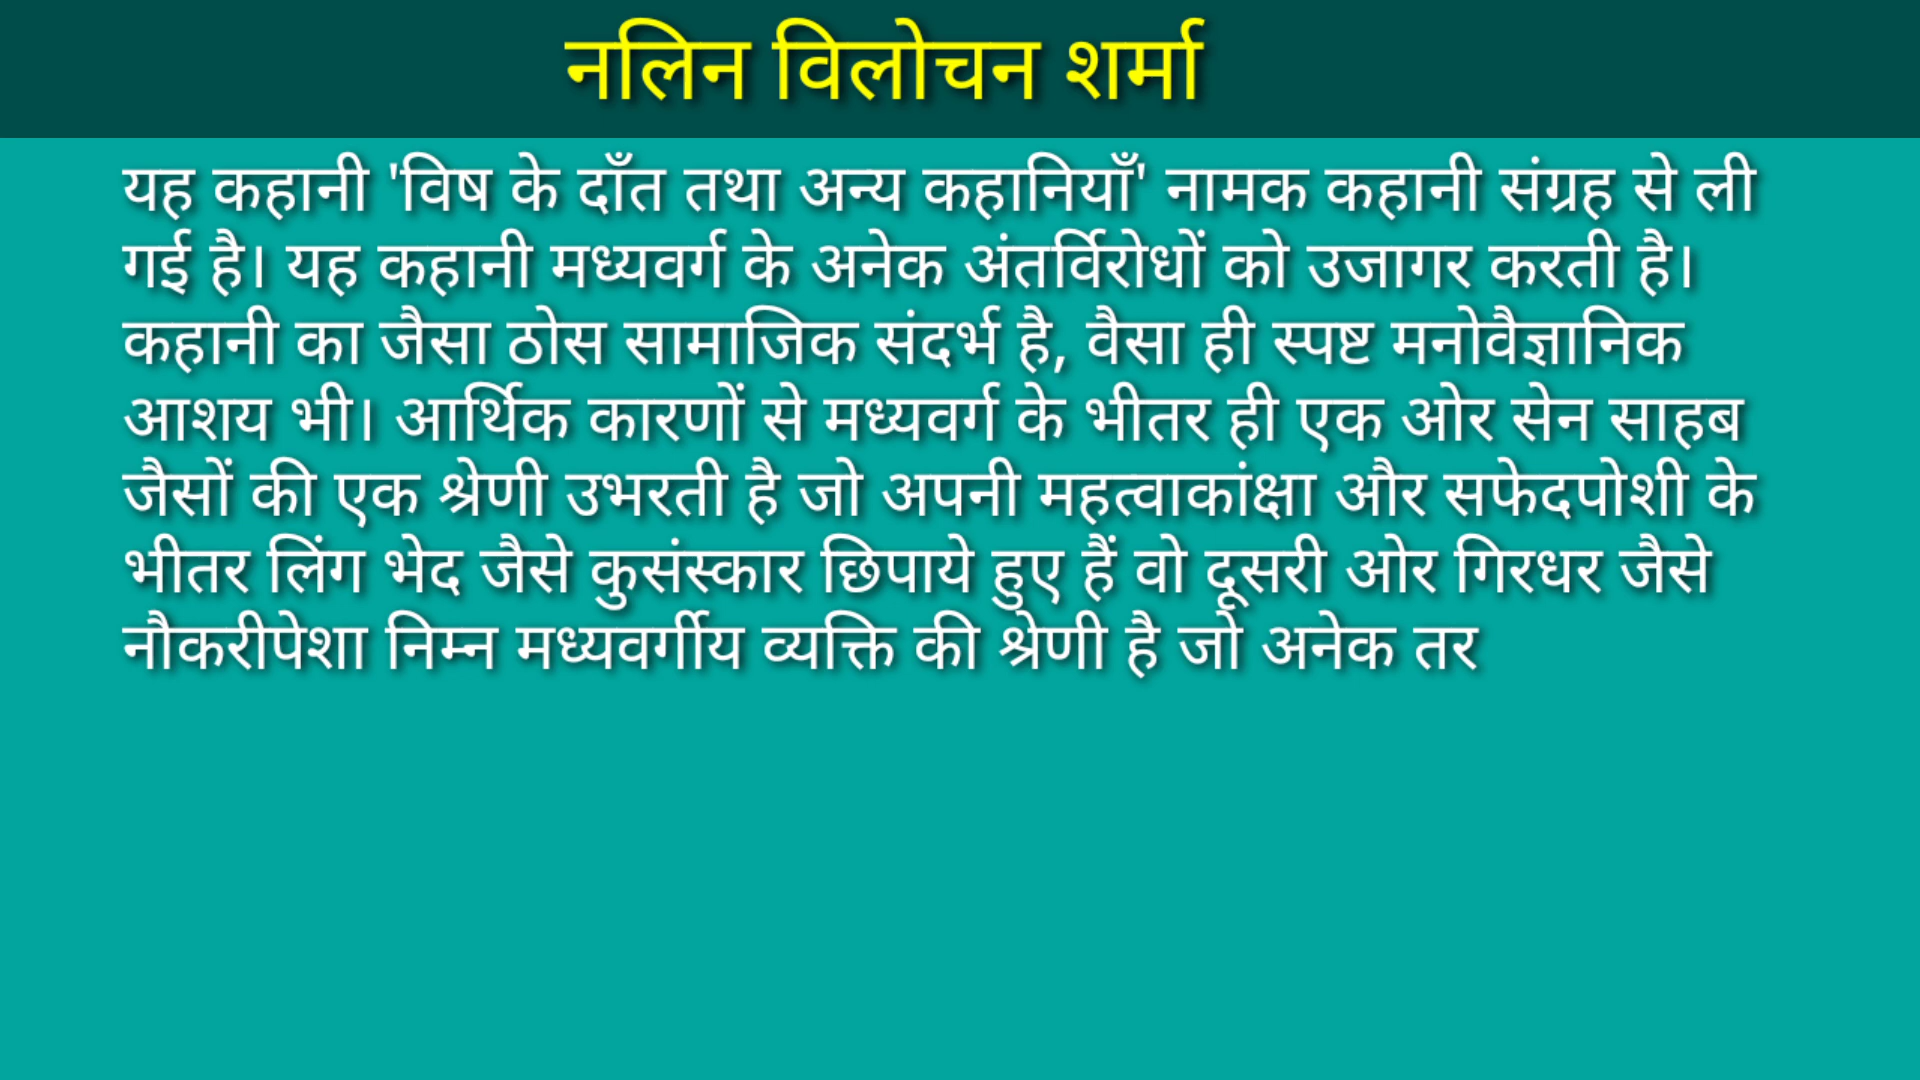 नलिन विलोचन शर्मा
यह कहानी 'विष के दाँत तथा अन्य कहानियाँ' नामक कहानी संग्रह से ली
गई है। यह कहानी मध्यवर्ग के अनेक अंतर्विरोधों को उजागर करती है।
कहानी का जैसा ठोस सामाजिक संदर्भ है, वैसा ही स्पष्ट मनोवैज्ञानिक
आशय भी। आर्थिक कारणों से मध्यवर्ग के भीतर ही एक ओर सेन साहब
जैसों की एक श्रेणी उभरती है जो अपनी महत्वाकांक्षा और सफेदपोशी के
भीतर लिंग भेद जैसे कुसंस्कार छिपाये हुए हैं वो दूसरी ओर गिरधर जैसे
नौकरीपेशा निम्न मध्यवर्गीय व्यक्ति की श्रेणी है जो अनेक तर